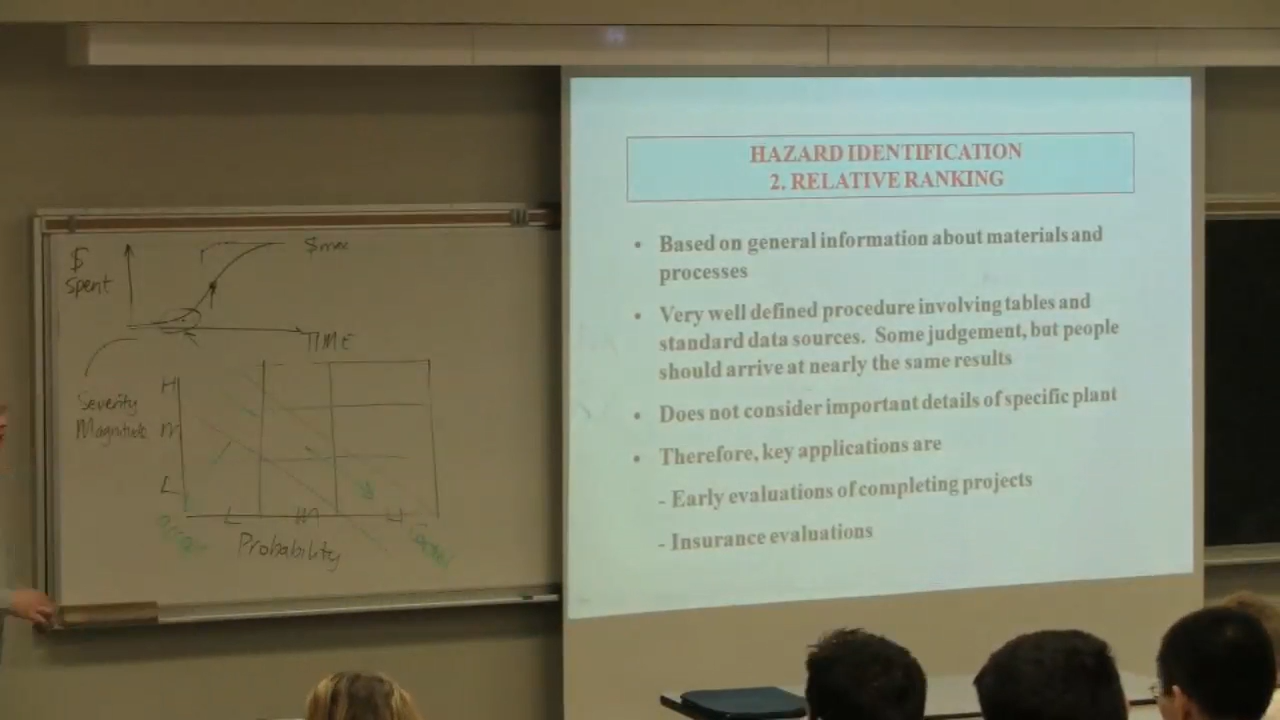 $
Spent
$max
TIME
Severity
Magnitude
H
M
L
L
M
H
Probability
HAZARD IDENTIFICATION
2. RELATIVE RANKING
• Based on general information about materials and
processes
• Very well defined procedure involving tables and
standard data sources. Some judgement, but people
should arrive at nearly the same results
• Does not consider important details of specific plant
• Therefore, key applications are
- Early evaluations of completing projects
- Insurance evaluations